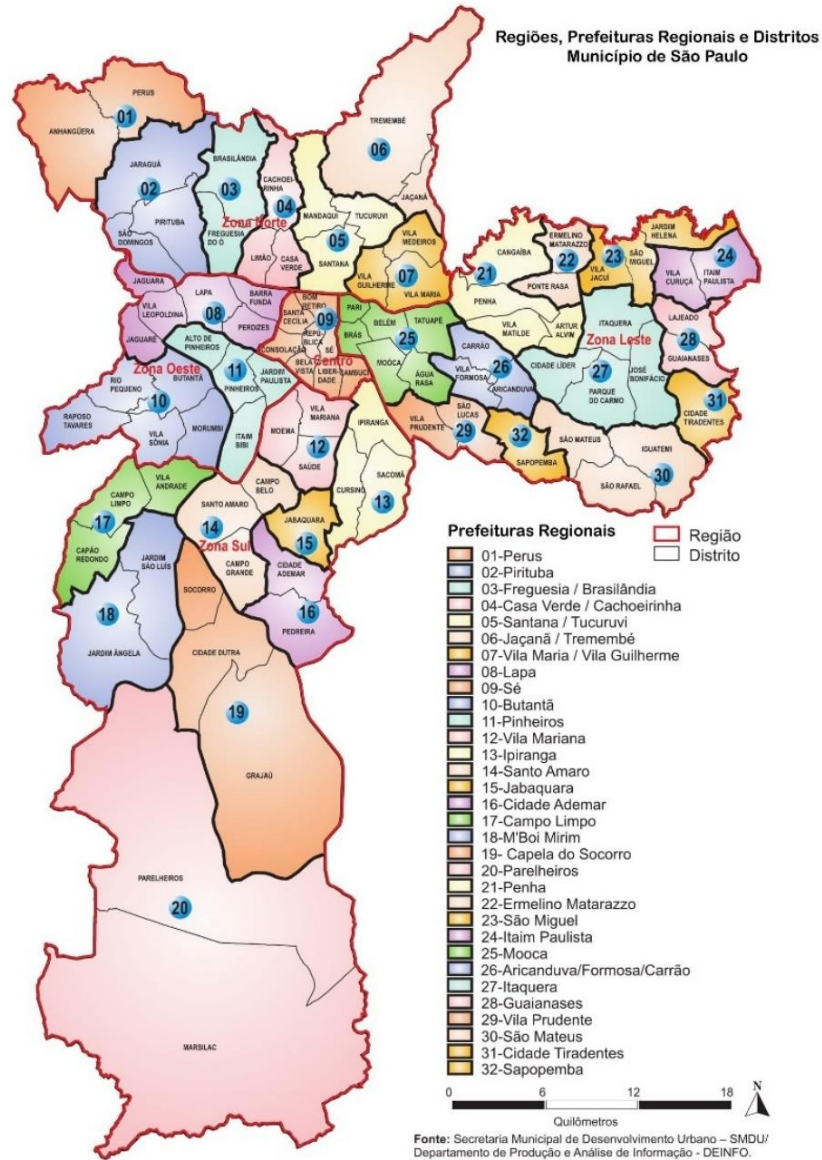 Regiões, Prefeituras Regionais e Distritos
Município de São Paulo
PERUS
01
ANHANGÜERA
TREMEMBÉ
06
JAÇANÃ
JARAGUÁ
02
PIRITUBA
SÃO
DOMINGOS
BRASILÂNDIA
03
Zona Norte
FREGUESIA
DO Ó
CACHOEI-
RINHA
04
LIMÃO
CASA
VERDE
MANDAQUI
TUCURUVI
05
SANTANA
VILA
MEDEIROS
07
VILA
GUILHERME
VILA MARIA
CANGAÍBA
21
PENHA
VILA
MATILDE
ARTUR
ALVIM
ERMELINO
MATARAZZO
22
PONTE RASA
JARDIM
HELENA
23
SÃO
MIGUEL
VILA
JACUÍ
24
VILA
CURUÇÁ
ITAIM
PAULISTA
JAGUARA
LAPA
BARRA
FUNDA
VILA
LEOPOLDINA
08
PERDIZES
JAGUARÉ
BOM
RETIRO
09
SANTA
CECÍLIA
REPÚ
BLICA
SÉ
CONSOLAÇÃO
Centro
BELA
VISTA
LIBER-
DADE
CAMBUCI
PARI
BELÉM
TATUAPÉ
BRÁS
25
MOÓCA
ÁGUA
RASA
CARRÃO
26
VILA
FORMOSA
ARICANDUVA
ITAQUERA
Zona Leste
CIDADE LÍDER
27
JOSÉ
BONIFÁCIO
PARQUE
DO CARMO
LAJEADO
28
GUAIANASES
31
CIDADE
TIRADENTES
ALTO DE
PINHEIROS
11
PINHEIROS
JARDIM
PAULISTA
ITAIM
BIBI
Zona Oeste
RIO
PEQUENO
BUTANTÃ
10
RAPOSO
TAVARES
VILA
SÔNIA
MORUMBI
VILA
MARIANA
MOEMA
12
SAÚDE
IPIRANGA
SACOMÃ
CURSINO
13
VILA
PRUDENTE
SÃO
LUCAS
29
32
SAPOPEMBA
SÃO MATEUS
IGUATEMI
30
SÃO RAFAEL
VILA
ANDRADE
CAMPO
LIMPO
17
CAPÃO
REDONDO
CAMPO
BELO
SANTO AMARO
14
Zona Sul
CAMPO
GRANDE
JABAQUARA
15
CIDADE
ADEMAR
16
PEDREIRA
JARDIM
SÃO LUÍS
18
JARDIM ÂNGELA
SOCORRO
CIDADE DUTRA
19
GRAJAÚ
PARELHEIROS
20
MARSILAC
Prefeituras Regionais
Região
Distrito
01-Perus
02-Pirituba
03-Freguesia / Brasilândia
04-Casa Verde / Cachoeirinha
05-Santana / Tucuruvi
06-Jaçanã / Tremembé
07-Vila Maria / Vila Guilherme
08-Lapa
09-Sé
10-Butantã
11-Pinheiros
12-Vila Mariana
13-Ipiranga
14-Santo Amaro
15-Jabaquara
16-Cidade Ademar
17-Campo Limpo
18-M'Boi Mirim
19- Capela do Socorro
20-Parelheiros
21-Penha
22-Ermelino Matarazzo
23-São Miguel
24-Itaim Paulista
25-Mooca
26-Aricanduva/Formosa/Carrão
27-Itaquera
28-Guaianases
29-Vila Prudente
30-São Mateus
31-Cidade Tiradentes
32-Sapopemba
0 6 12 18
N
Quilômetros
Fonte: Secretaria Municipal de Desenvolvimento Urbano – SMDU/
Departamento de Produção e Análise de Informação - DEINFO.